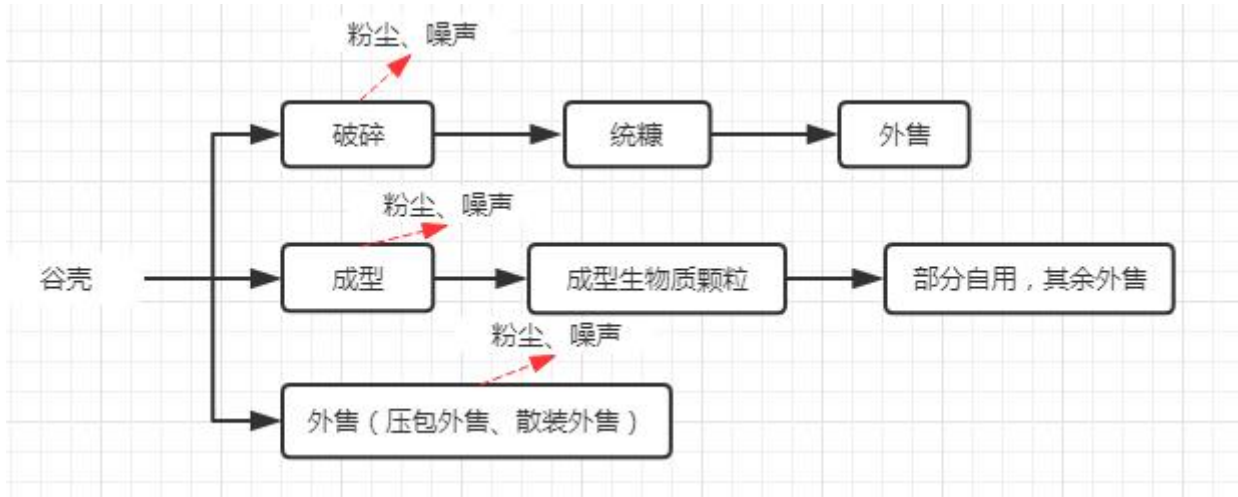 粉尘、噪声
破碎
统糠
外售
粉尘、噪声
谷壳
成型
成型生物质颗粒
部分自用，其余外售
粉尘、噪声
外售（压包外售、散装外售）